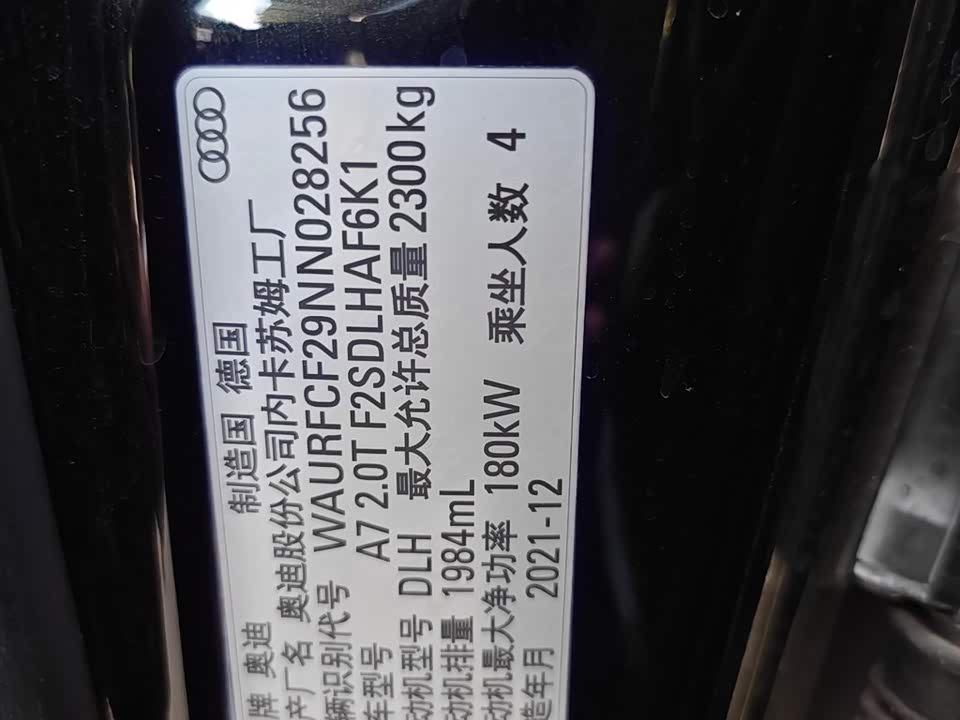 牌 奥迪 制造国 德国
产厂名 奥迪股份公司内卡苏姆工厂
辆识别代号 WAURFCF29NN028256
车型号 A7 2.0T F2SDLHAF6K1
动机型号 DLH 最大允许总质量 2300kg
动机排量 1984mL
动机最大净功率 180kW 乘坐人数 4
造年月 2021-12